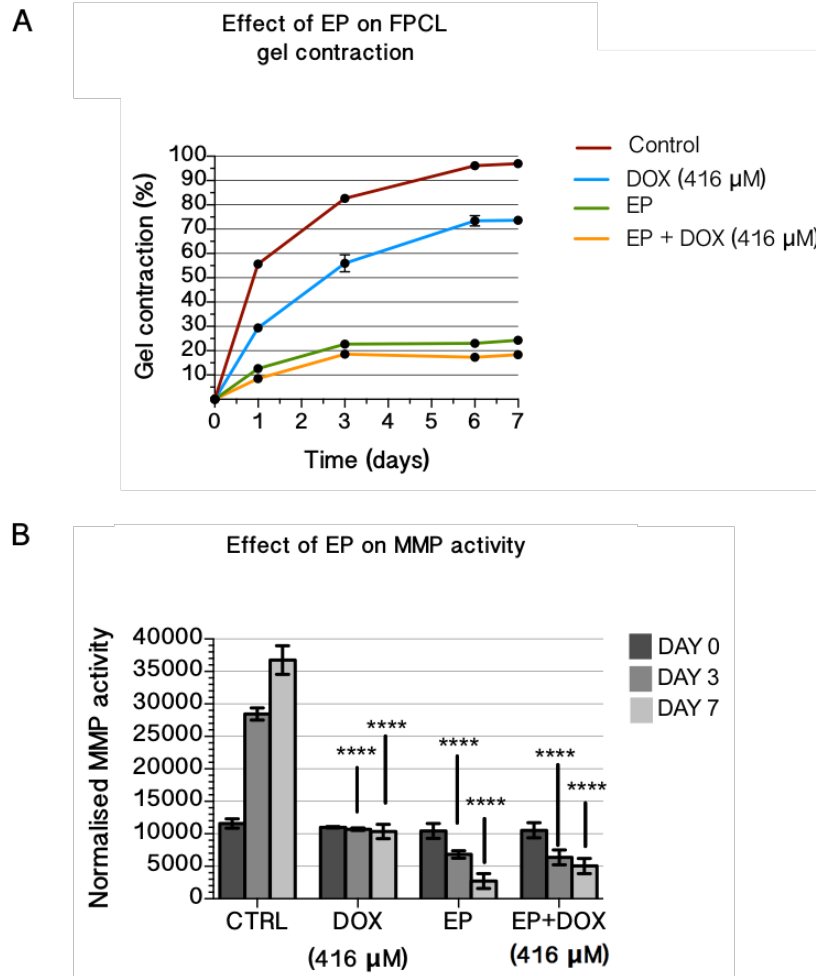 A
Effect of EP on FPCL
gel contraction
Gel contraction (%)
100
90
80
70
60
50
40
30
20
10
0 1 2 3 4 5 6 7
Time (days)
Control
DOX (416 µM)
EP
EP + DOX (416 µM)
B
Effect of EP on MMP activity
Normalised MMP activity
40000
35000
30000
25000
20000
15000
10000
5000
0
**** **** **** **** **** ****
CTRL DOX EP EP+DOX
(416 µM) (416 µM)
DAY 0
DAY 3
DAY 7